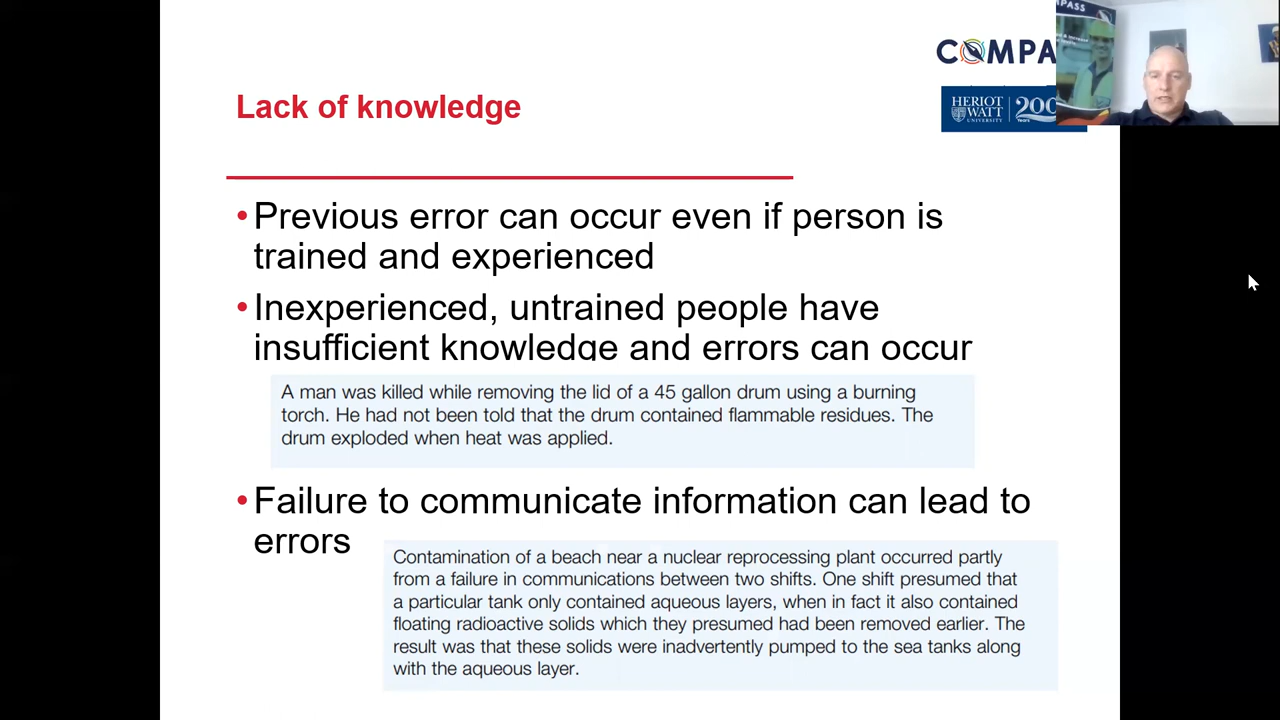 COMPA
PASS
HERIOT
WATT
UNIVERSITY
200
Years
Lack of knowledge
•Previous error can occur even if person is
trained and experienced
•Inexperienced, untrained people have
insufficient knowledge and errors can occur
A man was killed while removing the lid of a 45 gallon drum using a burning
torch. He had not been told that the drum contained flammable residues. The
drum exploded when heat was applied.
•Failure to communicate information can lead to
errors
Contamination of a beach near a nuclear reprocessing plant occurred partly
from a failure in communications between two shifts. One shift presumed that
a particular tank only contained aqueous layers, when in fact it also contained
floating radioactive solids which they presumed had been removed earlier. The
result was that these solids were inadvertently pumped to the sea tanks along
with the aqueous layer.